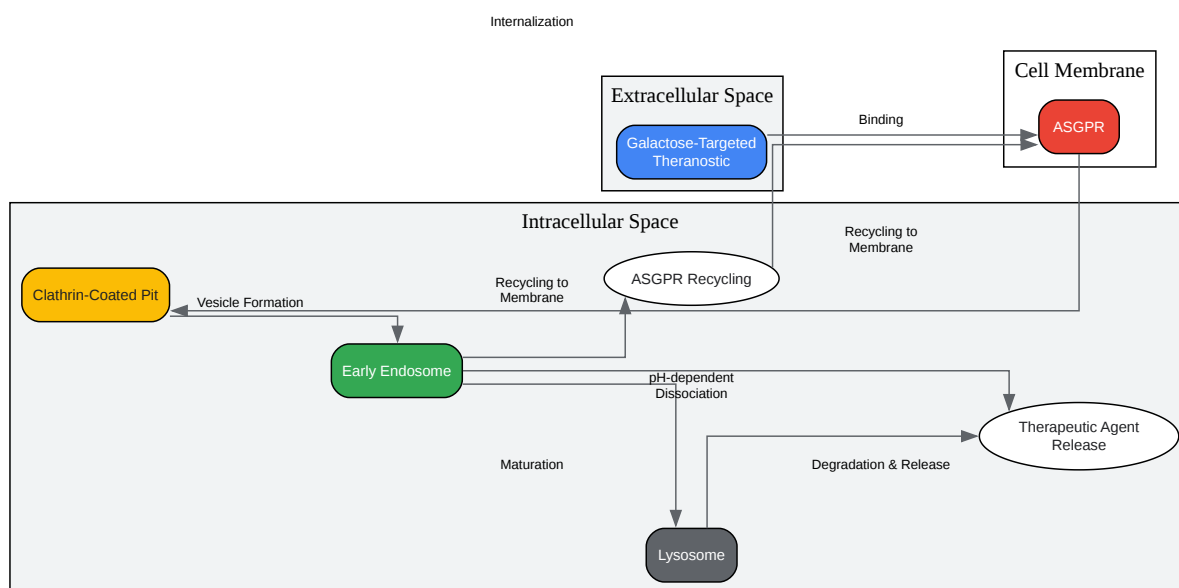 Internalization
Cell Membrane
Extracellular Space
Binding
ASGPR
Galactose-Targeted
Theranostic
Intracellular Space
Recycling to
Membrane
ASGPR Recycling
Recycling to
Membrane
Clathrin-Coated Pit
Vesicle Formation
Early Endosome
pH-dependent
Dissociation
Therapeutic Agent
Release
Maturation
Degradation & Release
Lysosome